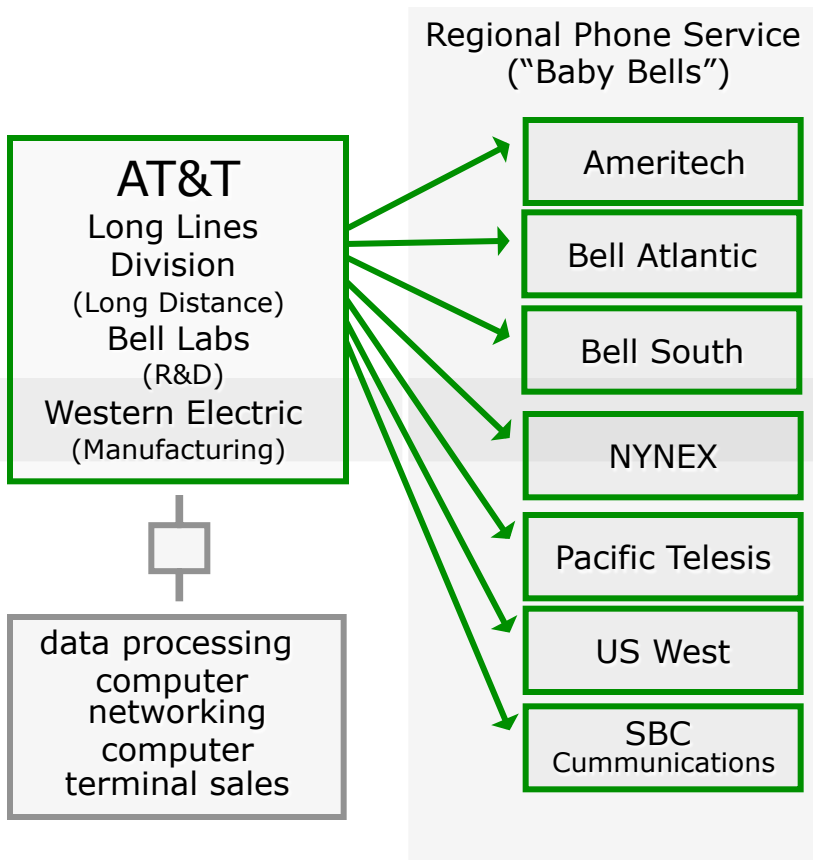 Regional Phone Service
(“Baby Bells”)
AT&T
Long Lines
Division
(Long Distance)
Bell Labs
(R&D)
Western Electric
(Manufacturing)
data processing
computer
networking
computer
terminal sales
Ameritech
Bell Atlantic
Bell South
NYNEX
Pacific Telesis
US West
SBC
Cummunications